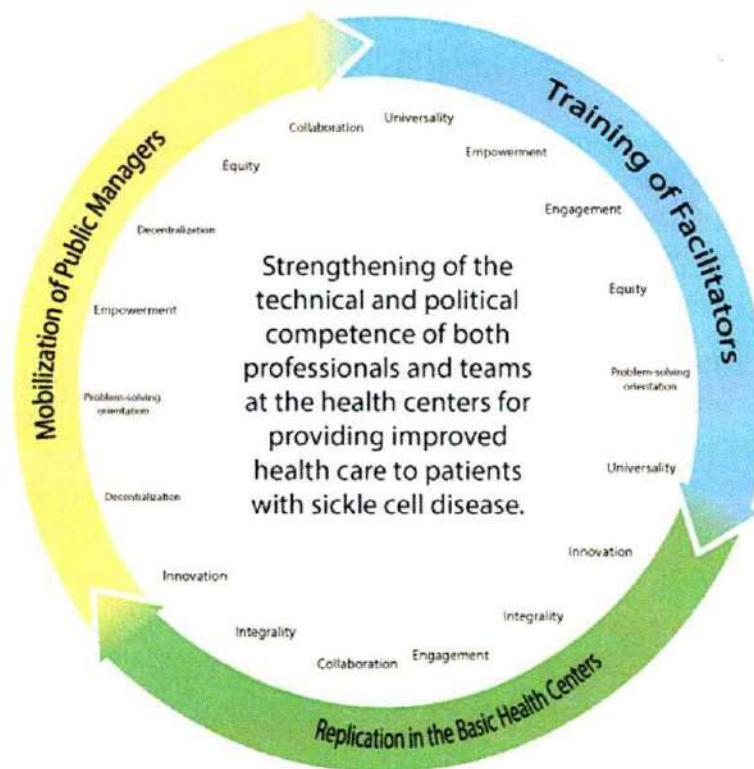 Mobilization of Public Managers
Training of Facilitators
Replication in the Basic Health Centers
Collaboration
Universality
Empowerment
Engagement
Equity
Problem-solving
orientation
Universality
Innovation
Integrality
Engagement
Collaboration
Integrality
Innovation
Decentralization
Problem-solving
orientation
Empowerment
Decentralization
Equity
Strengthening of the
technical and political
competence of both
professionals and teams
at the health centers for
providing improved
health care to patients
with sickle cell disease.